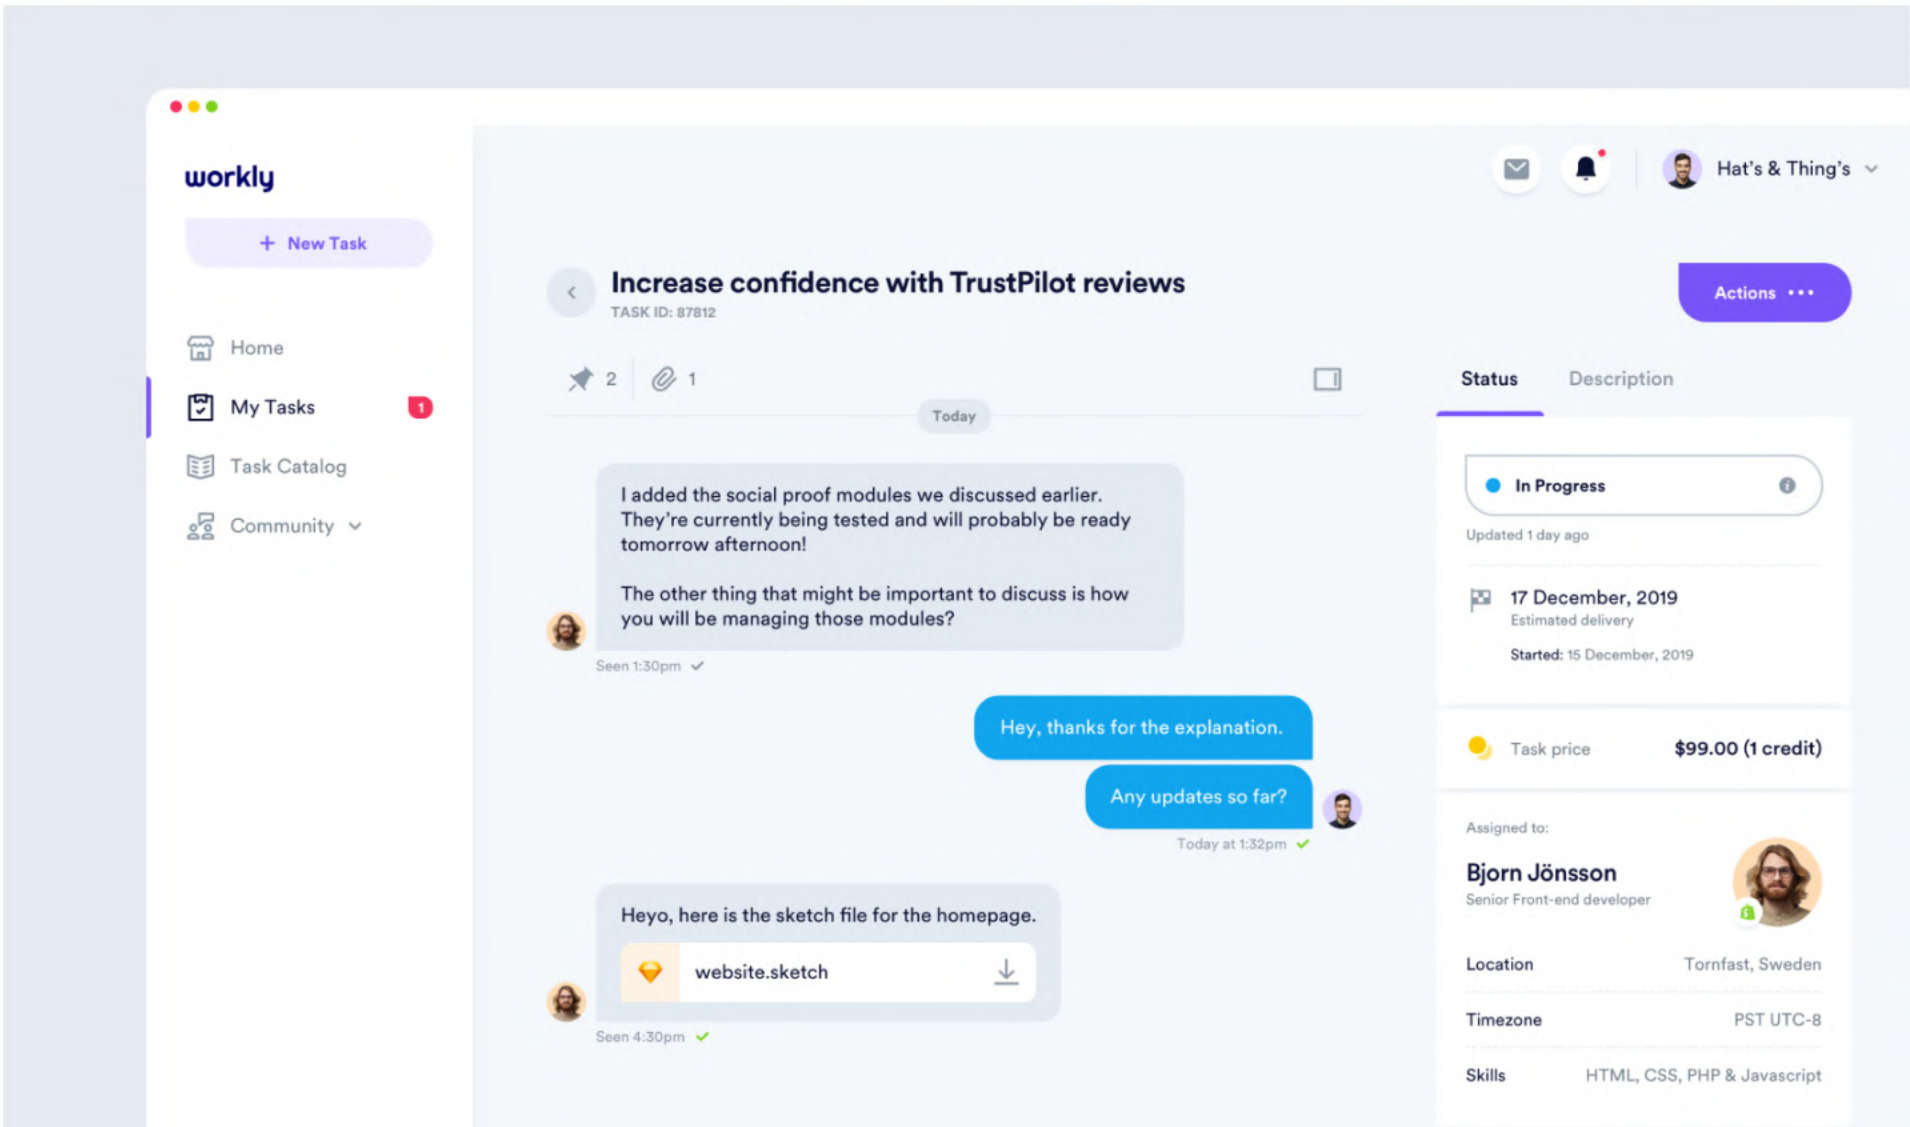 workly
+ New Task
Home
My Tasks
1
Task Catalog
Community
Hat's & Thing's
Increase confidence with TrustPilot reviews
TASK ID: 87812
Actions
2
1
Today
I added the social proof modules we discussed earlier.
They're currently being tested and will probably be ready
tomorrow afternoon!
The other thing that might be important to discuss is how
you will be managing those modules?
Seen 1:30pm
Hey, thanks for the explanation.
Any updates so far?
Today at 1:32pm
Heyo, here is the sketch file for the homepage.
website.sketch
Seen 4:30pm
Status
Description
In Progress
Updated 1 day ago
17 December, 2019
Estimated delivery
Started: 15 December, 2019
Task price
$99.00 (1 credit)
Assigned to:
Bjorn Jönsson
Senior Front-end developer
Location
Tornfast, Sweden
Timezone
PST UTC-8
Skills
HTML, CSS, PHP & Javascript